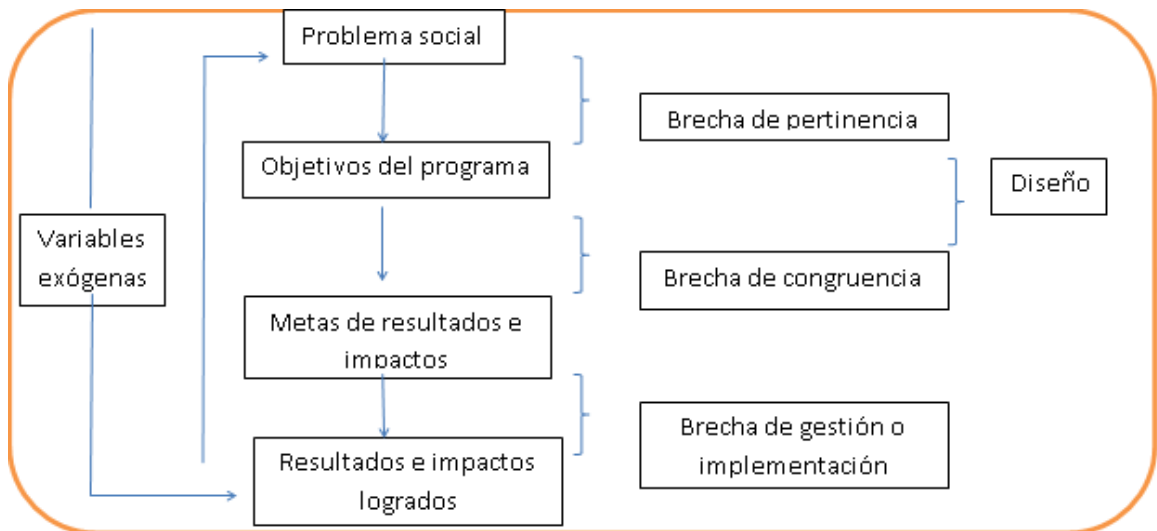 Problema social
Brecha de pertinencia
Objetivos del programa
Diseño
Variables
exógenas
Brecha de congruencia
Metas de resultados e
impactos
Brecha de gestión o
implementación
Resultados e impactos
logrados